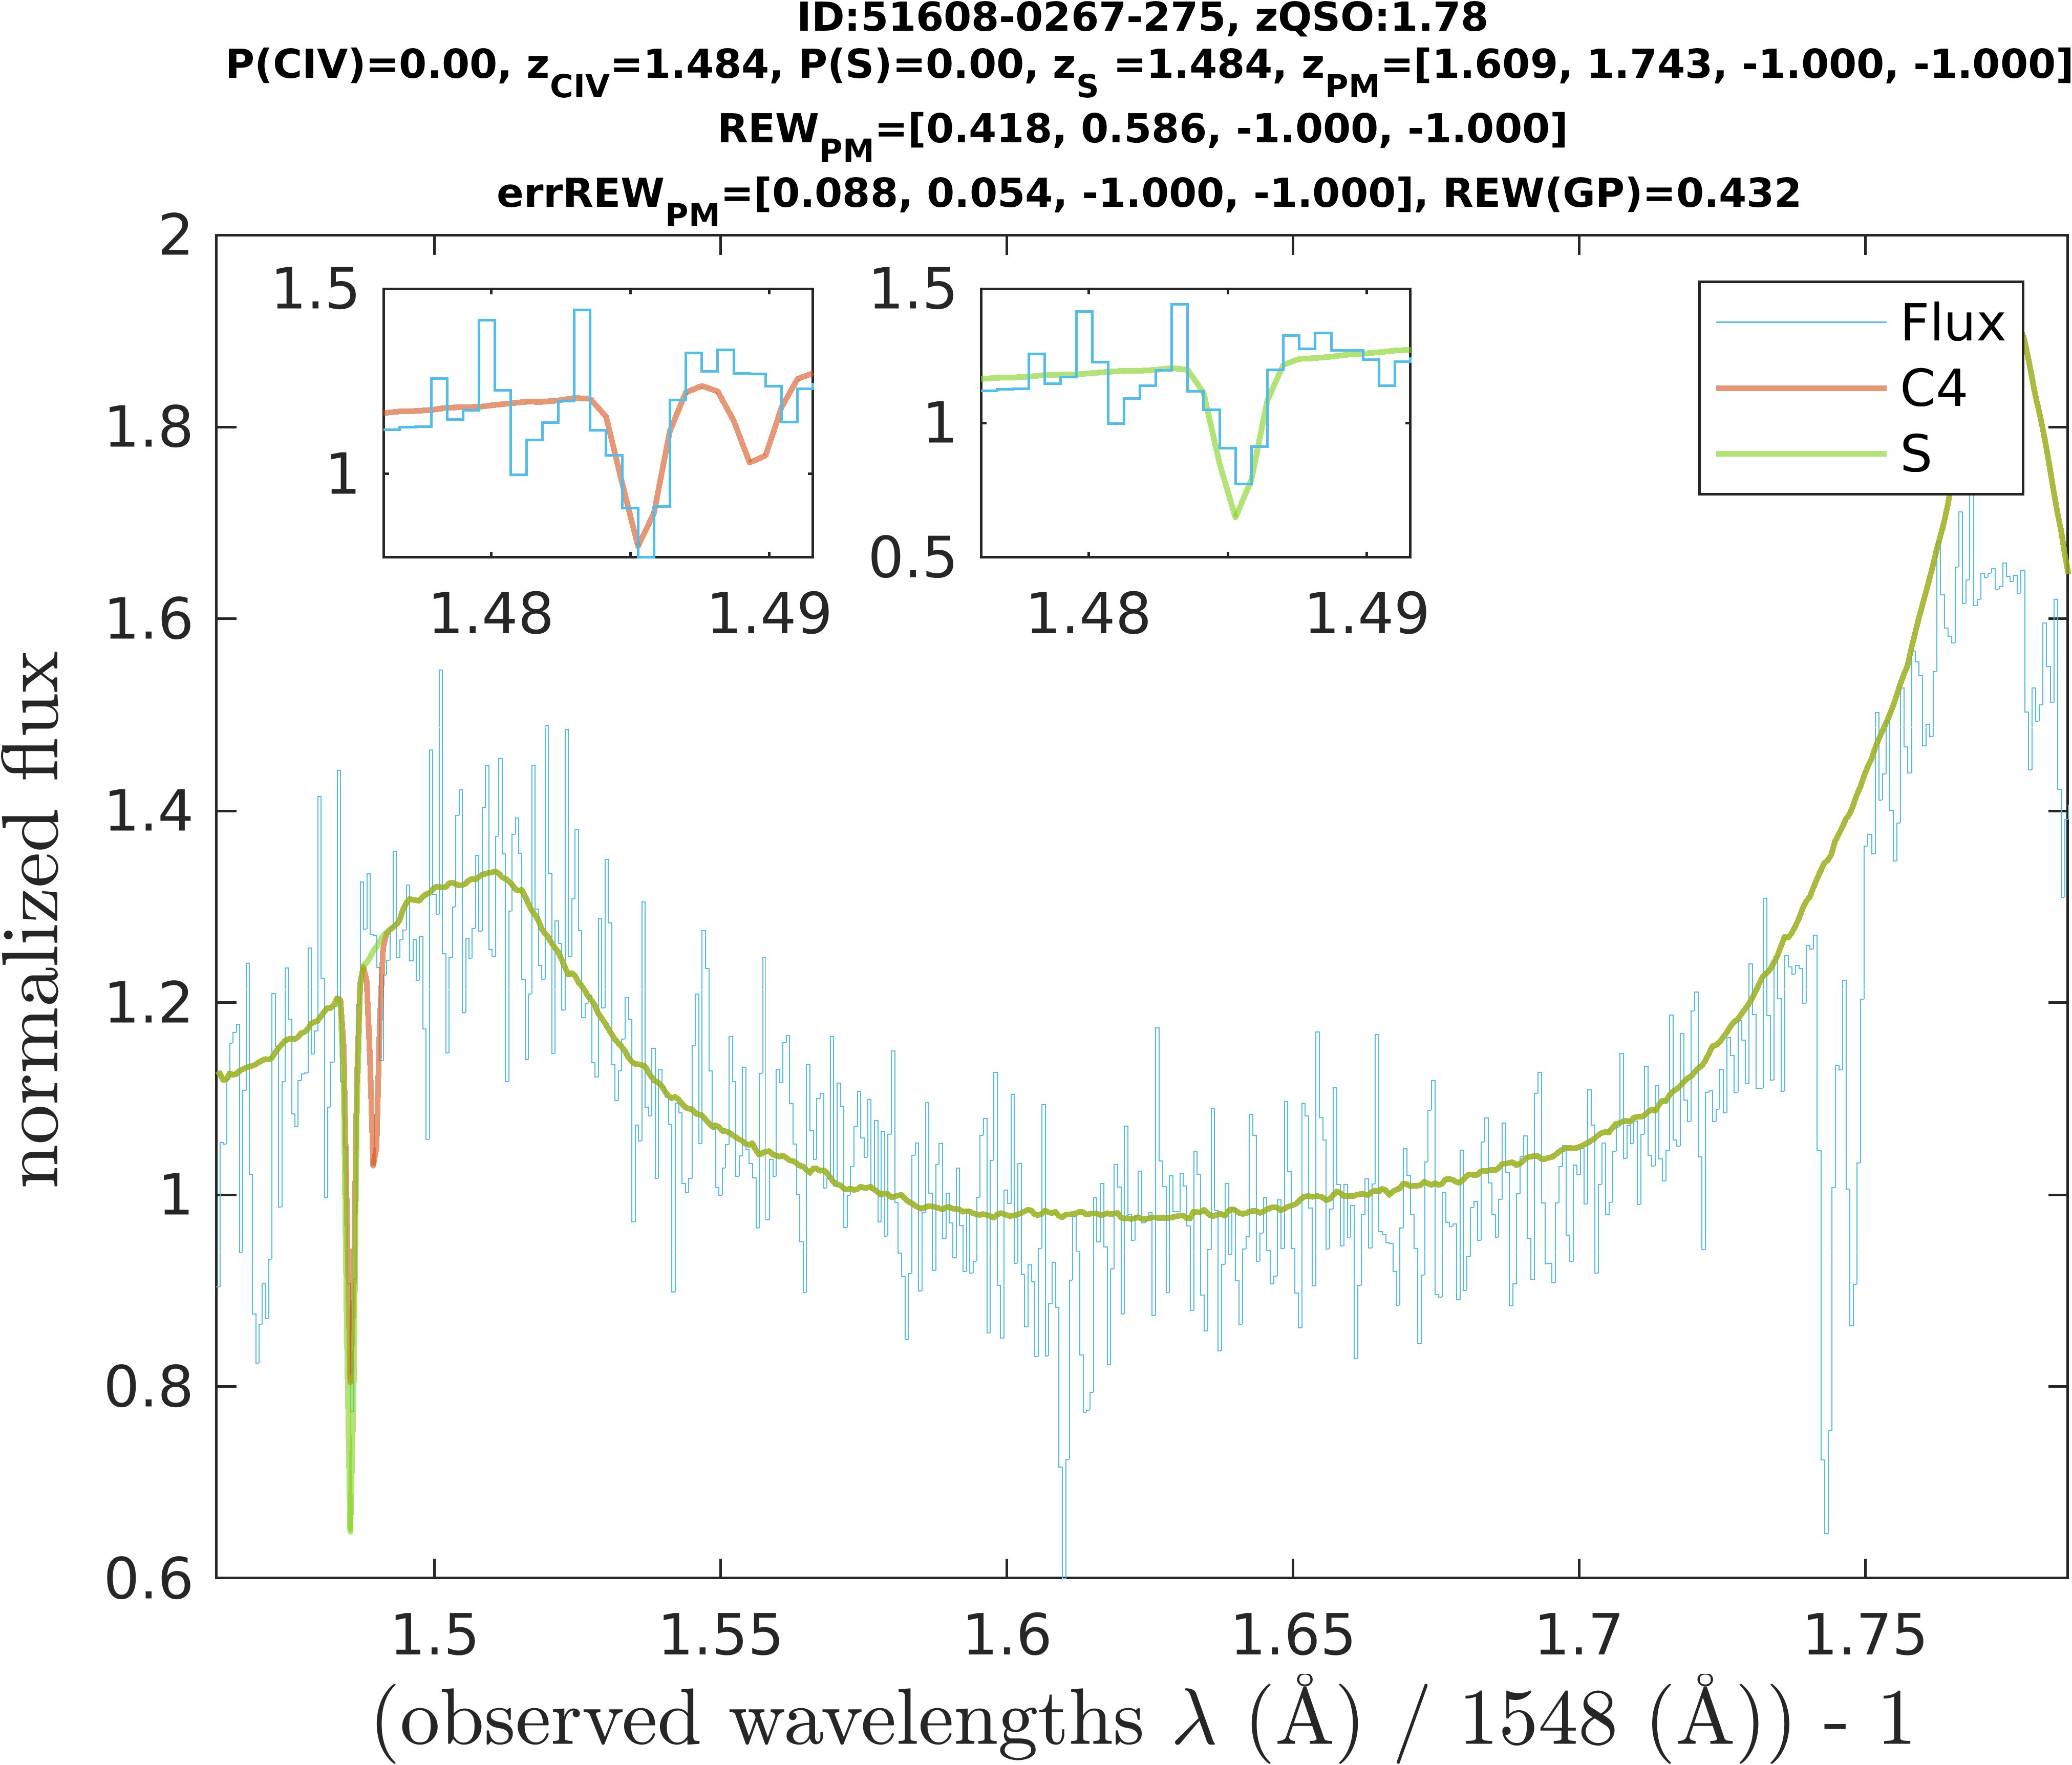 ID:51608-0267-275, zQSO:1.78
P(CIV)=0.00, zCIV=1.484, P(S)=0.00, zS =1.484, zPM=[1.609, 1.743, -1.000, -1.000]
REWPM=[0.418, 0.586, -1.000, -1.000]
errREWPM=[0.088, 0.054, -1.000, -1.000], REW(GP)=0.432
2
1.8
1.6
1.4
1.2
1
0.8
0.6
normalized flux
1.5
1
1.48 1.49
1.5
1
0.5
1.48 1.49
Flux
C4
S
1.5 1.55 1.6 1.65 1.7 1.75
(observed wavelengths λ (Å) / 1548 (Å)) - 1